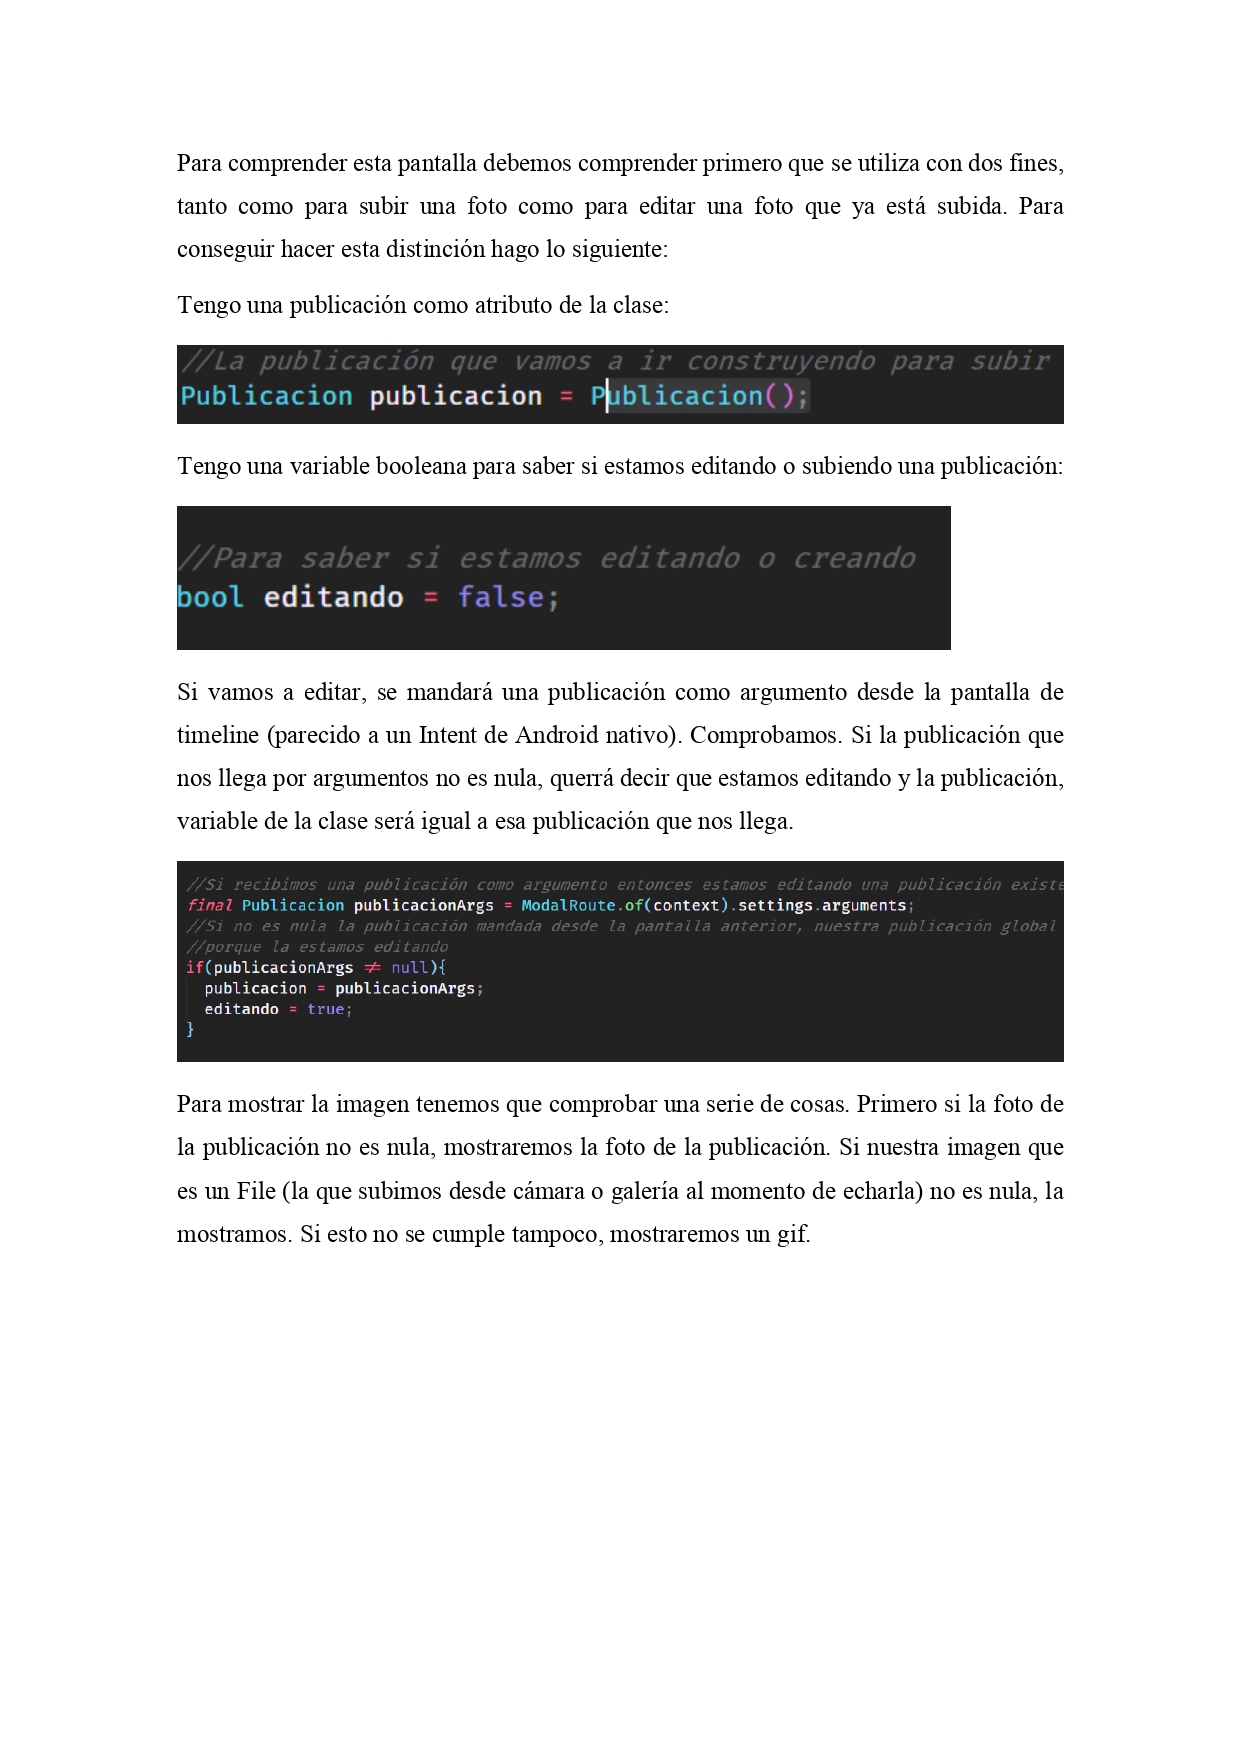 Para comprender esta pantalla debemos comprender primero que se utiliza con dos fines,
tanto como para subir una foto como para editar una foto que ya está subida. Para
conseguir hacer esta distinción hago lo siguiente:
Tengo una publicación como atributo de la clase:
//La publicación que vamos a ir construyendo para subir
Publicacion publicacion = Publicacion();
Tengo una variable booleana para saber si estamos editando o subiendo una publicación:
//Para saber si estamos editando o creando
bool editando = false;
Si vamos a editar, se mandará una publicación como argumento desde la pantalla de
timeline (parecido a un Intent de Android nativo). Comprobamos. Si la publicación que
nos llega por argumentos no es nula, querrá decir que estamos editando y la publicación,
variable de la clase será igual a esa publicación que nos llega.
//Si recibimos una publicación como argumento entonces estamos editando una publicación existe
final Publicacion publicacionArgs = ModalRoute.of(context).settings.arguments;
//Si no es nula la publicación mandada desde la pantalla anterior, nuestra publicación global
//porque la estamos editando
if(publicacionArgs ≠ null){
publicacion = publicacionArgs;
editando = true;
}
Para mostrar la imagen tenemos que comprobar una serie de cosas. Primero si la foto de
la publicación no es nula, mostraremos la foto de la publicación. Si nuestra imagen que
es un File (la que subimos desde cámara o galería al momento de echarla) no es nula, la
mostramos. Si esto no se cumple tampoco, mostraremos un gif.